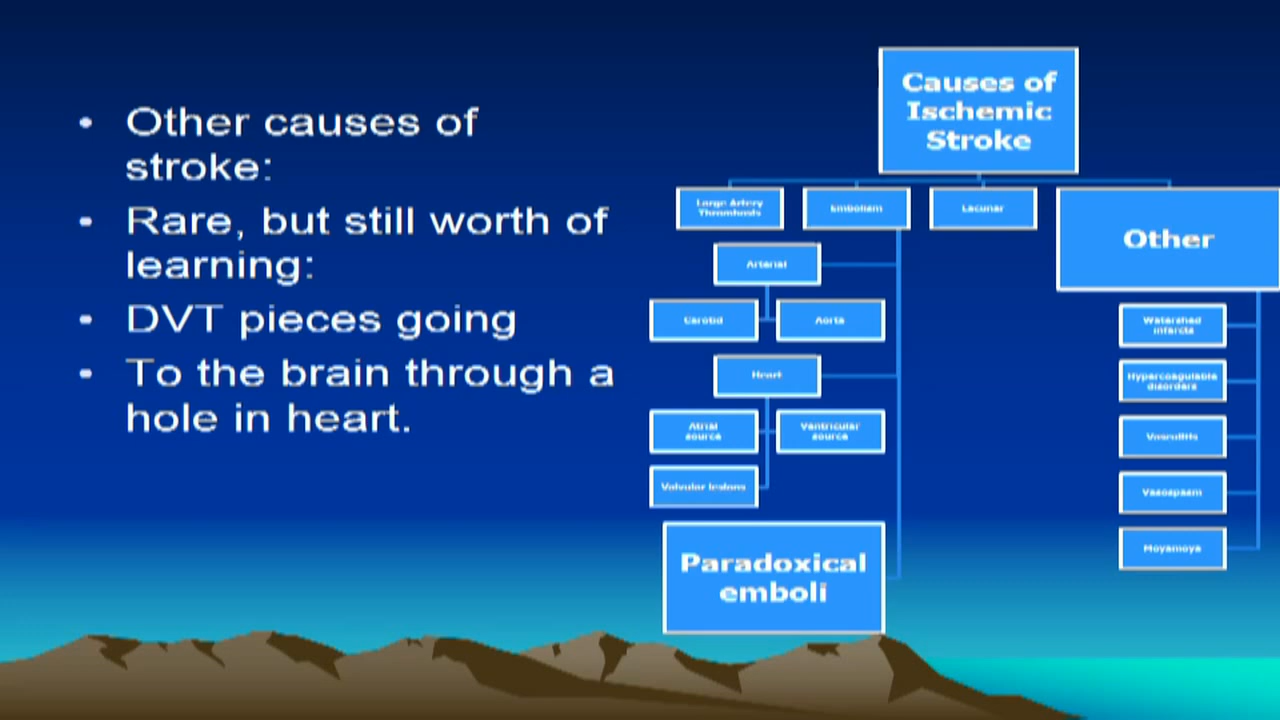 Other causes of
stroke:
Rare, but still worth of
learning:
DVT pieces going
To the brain through a
hole in heart.
Causes of
Ischemic
Stroke
Large Artery
Thrombosis
Embolism
Lacunar
Other
Arterial
Carotid
Aorta
Heart
Atrial
source
Ventricular
source
Valvular lesions
Paradoxical
emboli
Watershed
infarcts
Hypercoagulable
disorders
Vasculitis
Vasospasm
Moyamoya